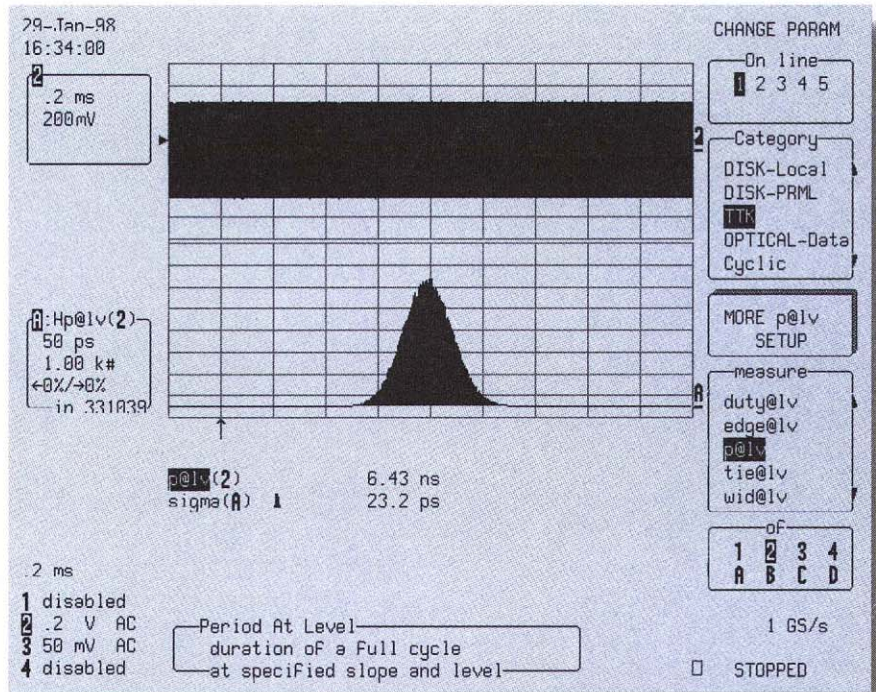 29-Jan-98
16:34:00
2
.2 ms
200mV
2
A:Hp@lv(2)
50 ps
1.00 k#
←0%/→0%
in 331039
A
p@lv(2) 6.43 ns
sigma(A) 23.2 ps
.2 ms
1 disabled
2 .2 V AC
3 50 mV AC
4 disabled
Period At Level
duration of a Full cycle
at specified slope and level
CHANGE PARAM
On line
1 2 3 4 5
Category
DISK-Local
DISK-PRML
TTK
OPTICAL-Data
Cyclic
MORE p@lv
SETUP
measure
duty@lv
edge@lv
p@lv
tie@lv
wid@lv
of
1 2 3 4
A B C D
1 GS/s
STOPPED